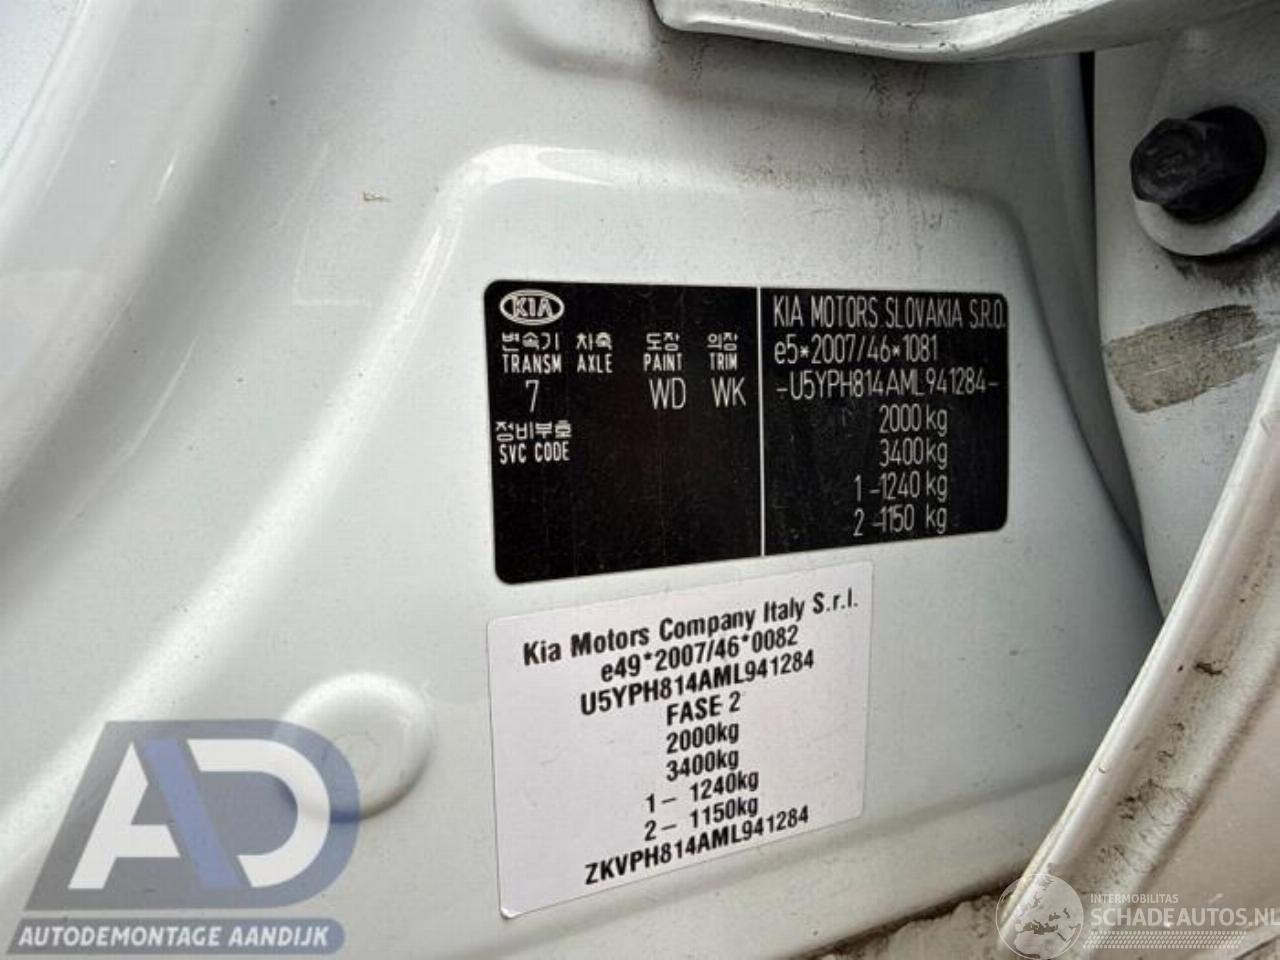 KIA
변속기 차축 도장 의장
TRANSM AXLE PAINT TRIM
7 WD WK
정비부호
SVC CODE
KIA MOTORS SLOVAKIA S.R.O.
e5*2007/46*1081
-U5YPH814AML941284-
2000 kg
3400 kg
1 -1240 kg
2 -1150 kg
Kia Motors Company Italy S.r.l.
e49*2007/46*0082
U5YPH814AML941284
FASE 2
2000kg
3400kg
1- 1240kg
2- 1150kg
ZKVPH814AML941284
AD
AUTODEMONTAGE AANDIJK
INTERMOBILITAS
SCHADEAUTOS.NL